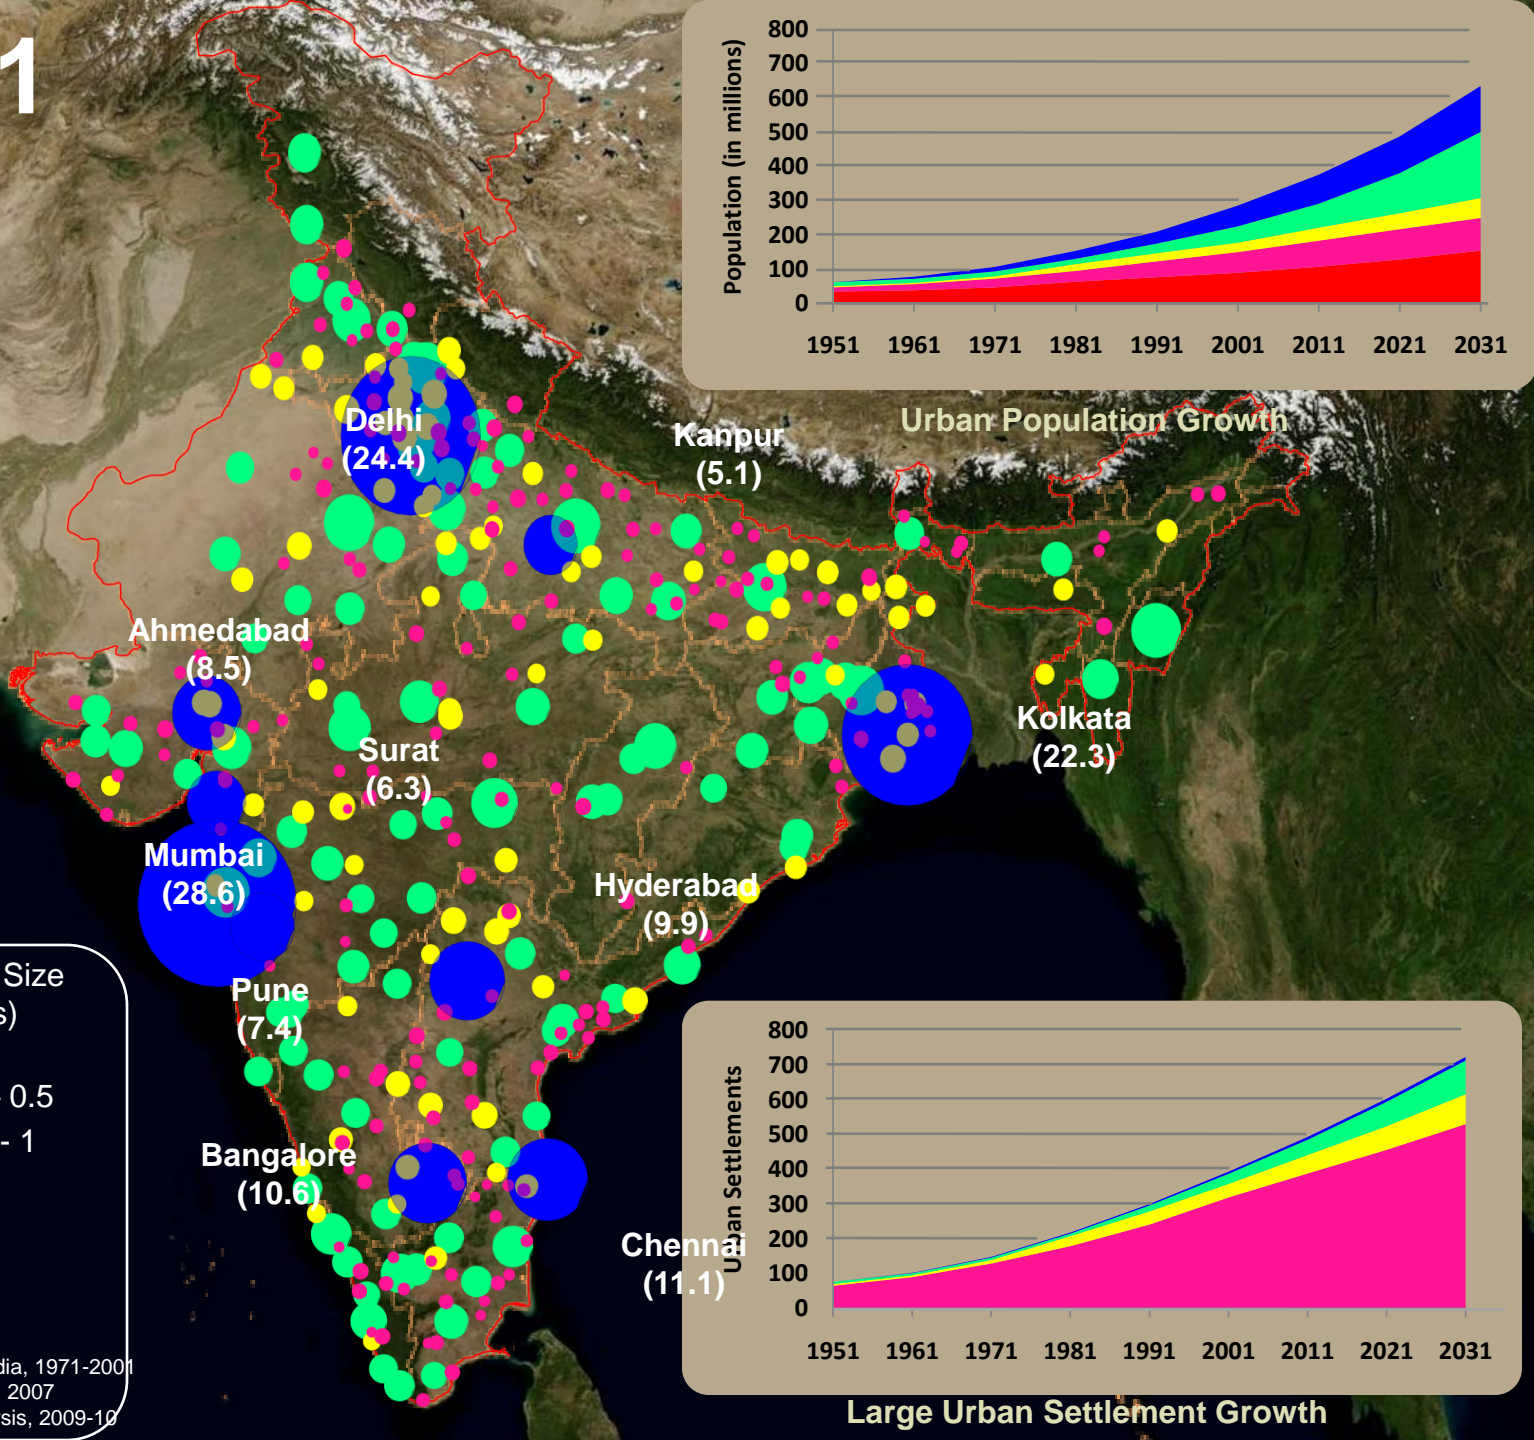 1
800
700
600
500
400
300
200
100
0
Population (in millions)
1951 1961 1971 1981 1991 2001 2011 2021 2031
Urban Population Growth
Delhi
(24.4)
Kanpur
(5.1)
Ahmedabad
(8.5)
Kolkata
(22.3)
Surat
(6.3)
Mumbai
(28.6)
Hyderabad
(9.9)
Pune
(7.4)
Bangalore
(10.6)
Chennai
(11.1)
Size
s)
0.5
- 1
dia, 1971-2001
2007
sis, 2009-10
800
700
600
500
400
300
200
100
0
Urban Settlements
1951 1961 1971 1981 1991 2001 2011 2021 2031
Large Urban Settlement Growth